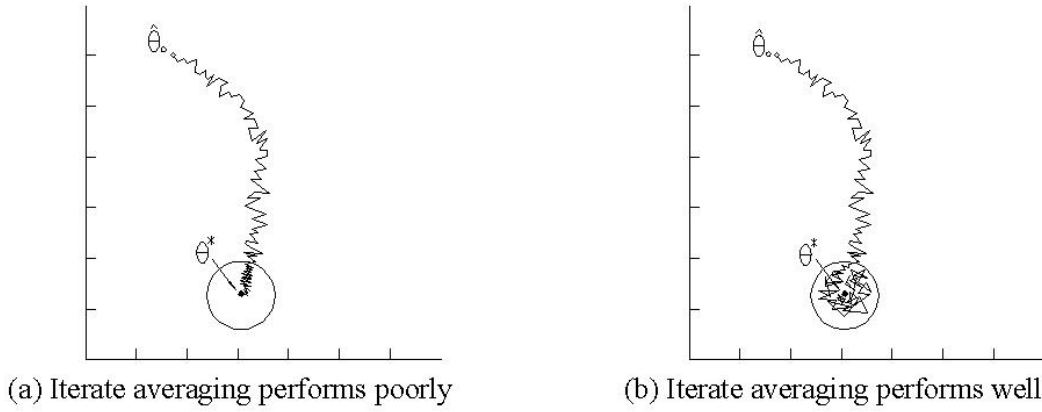 θ̂₀
θ*
(a) Iterate averaging performs poorly
θ̂₀
θ*
(b) Iterate averaging performs well